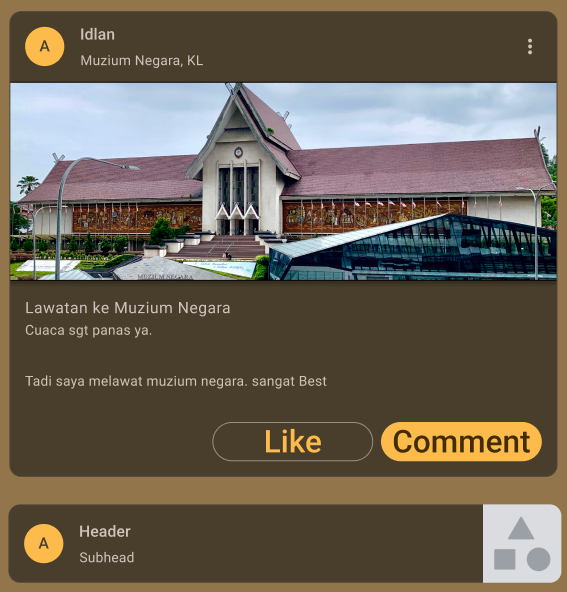 A
Idlan
Muzium Negara, KL
MUZIUM NEGARA
Lawatan ke Muzium Negara
Cuaca sgt panas ya.
Tadi saya melawat muzium negara. sangat Best
Like
Comment
A
Header
Subhead